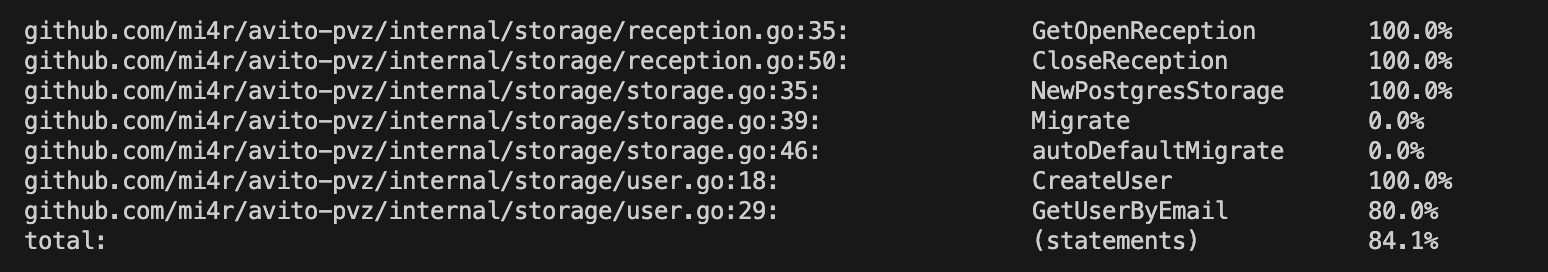 github.com/mi4r/avito-pvz/internal/storage/reception.go:35: GetOpenReception 100.0%
github.com/mi4r/avito-pvz/internal/storage/reception.go:50: CloseReception 100.0%
github.com/mi4r/avito-pvz/internal/storage/storage.go:35: NewPostgresStorage 100.0%
github.com/mi4r/avito-pvz/internal/storage/storage.go:39: Migrate 0.0%
github.com/mi4r/avito-pvz/internal/storage/storage.go:46: autoDefaultMigrate 0.0%
github.com/mi4r/avito-pvz/internal/storage/user.go:18: CreateUser 100.0%
github.com/mi4r/avito-pvz/internal/storage/user.go:29: GetUserByEmail 80.0%
total: (statements) 84.1%